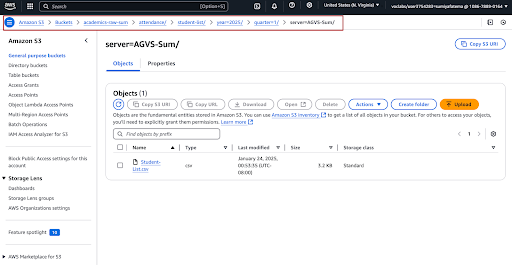 aws
Search
[Option+S]
United States (N. Virginia)
voclabs/user3754283=sumiyafatema @ 1086-7889-0164
Amazon S3 > Buckets > academics-raw-sum > attendance/ > student-list/ > year=2025/ > quarter=1/ > server=AGVS-Sum/
Amazon S3
General purpose buckets
Directory buckets
Table buckets
Access Grants
Access Points
Object Lambda Access Points
Multi-Region Access Points
Batch Operations
IAM Access Analyzer for S3
Block Public Access settings for this
account
Storage Lens
Dashboards
Storage Lens groups
AWS Organizations settings
Feature spotlight 10
AWS Marketplace for S3
server=AGVS-Sum/
Copy S3 URI
Objects
Properties
Objects (1)
Copy S3 URI
Copy URL
Download
Open
Delete
Actions
Create folder
Upload
Objects are the fundamental entities stored in Amazon S3. You can use Amazon S3 inventory to get a list of all objects in your bucket. For others to access your objects,
you'll need to explicitly grant them permissions. Learn more
Find objects by prefix
1
Name
Type
Last modified
Size
Storage class
Student-
List.csv
csv
January 24, 2025,
00:53:35 (UTC-
08:00)
3.2 KB
Standard